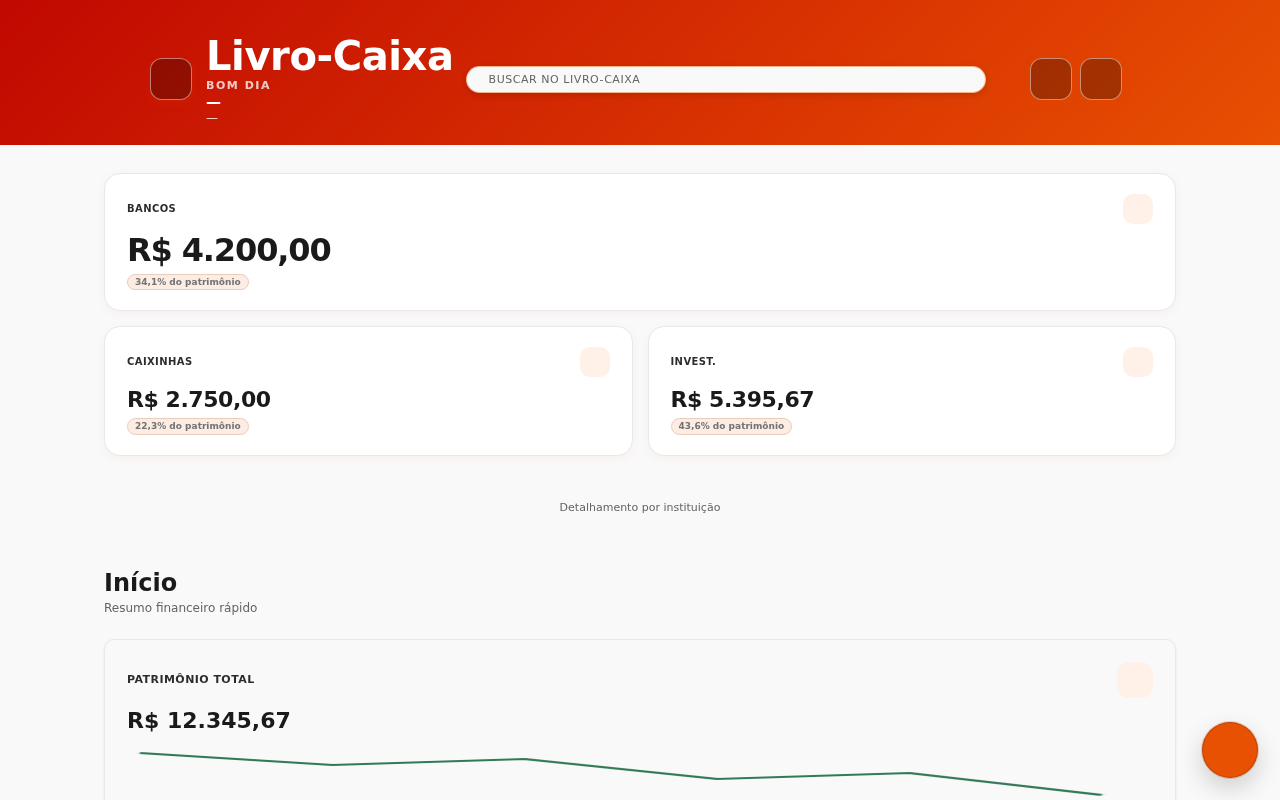 Livro-Caixa
BOM DIA
—
—
BUSCAR NO LIVRO-CAIXA
BANCOS
R$ 4.200,00
34,1% do patrimônio
CAIXINHAS
R$ 2.750,00
22,3% do patrimônio
INVEST.
R$ 5.395,67
43,6% do patrimônio
Detalhamento por instituição
Início
Resumo financeiro rápido
PATRIMÔNIO TOTAL
R$ 12.345,67